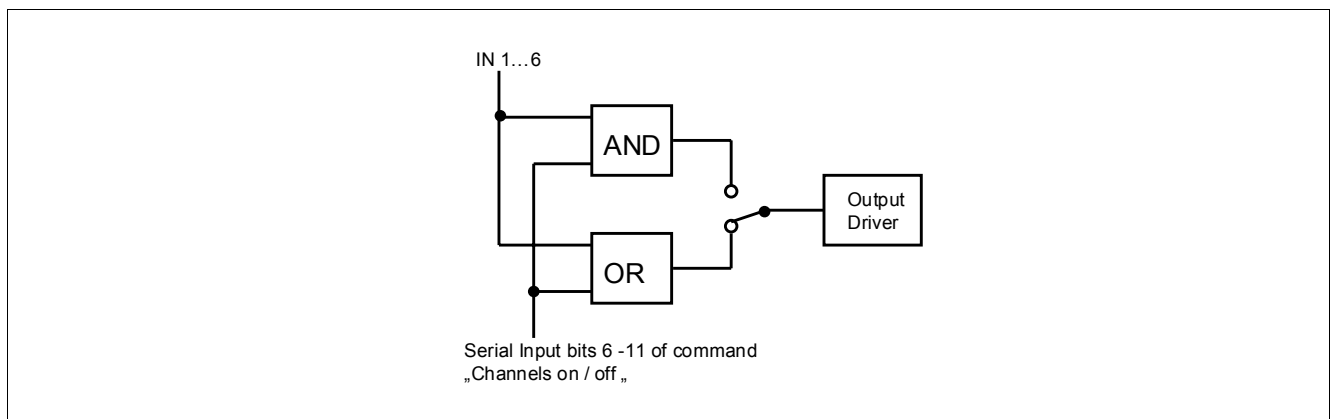 IN 1...6
AND
Output
Driver
OR
Serial Input bits 6 -11 of command
„Channels on / off „